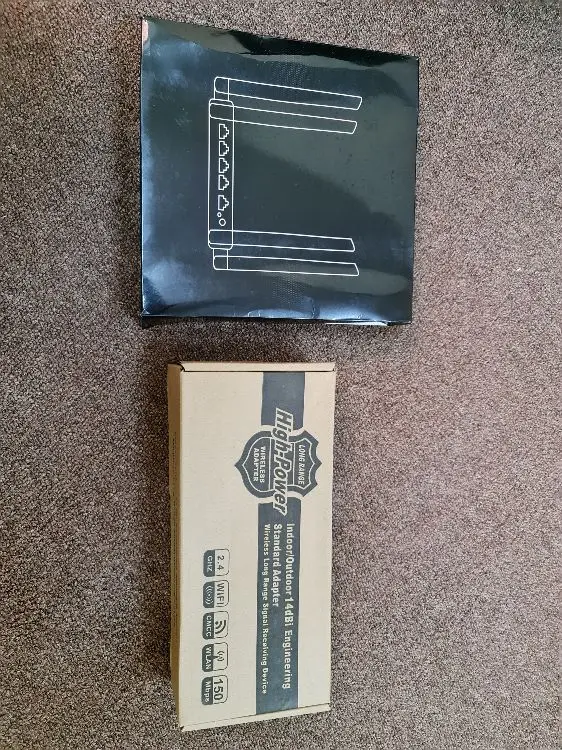 LONG RANGE
High-Power
WIRELESS
ADAPTER
Indoor/Outdoor 14dBi Engineering
Standard Adapter
Wireless Long Range Signal Receiving Device
2.4
GHZ
WIFI
CMCC
WLAN
150
Mbps